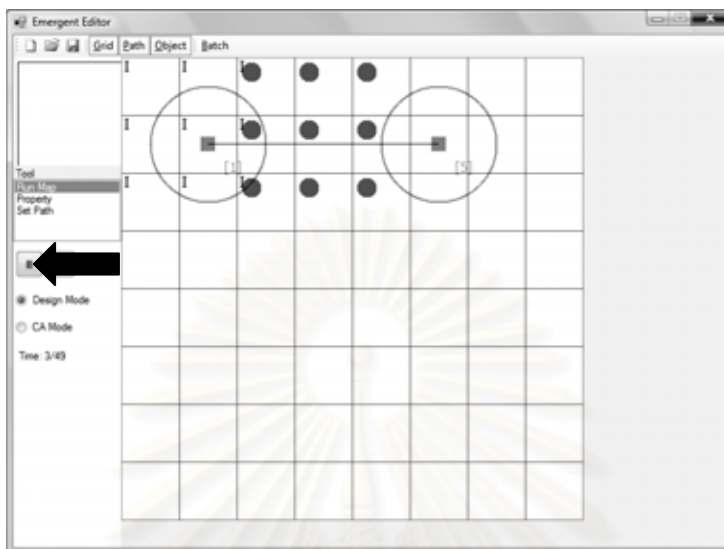 Emergent Editor
Grid Path Object Batch
I I I
I I I
[1] [5]
Tool
Run Map
I I I
Property
Set Path
Design Mode
CA Mode
Time: 3/49